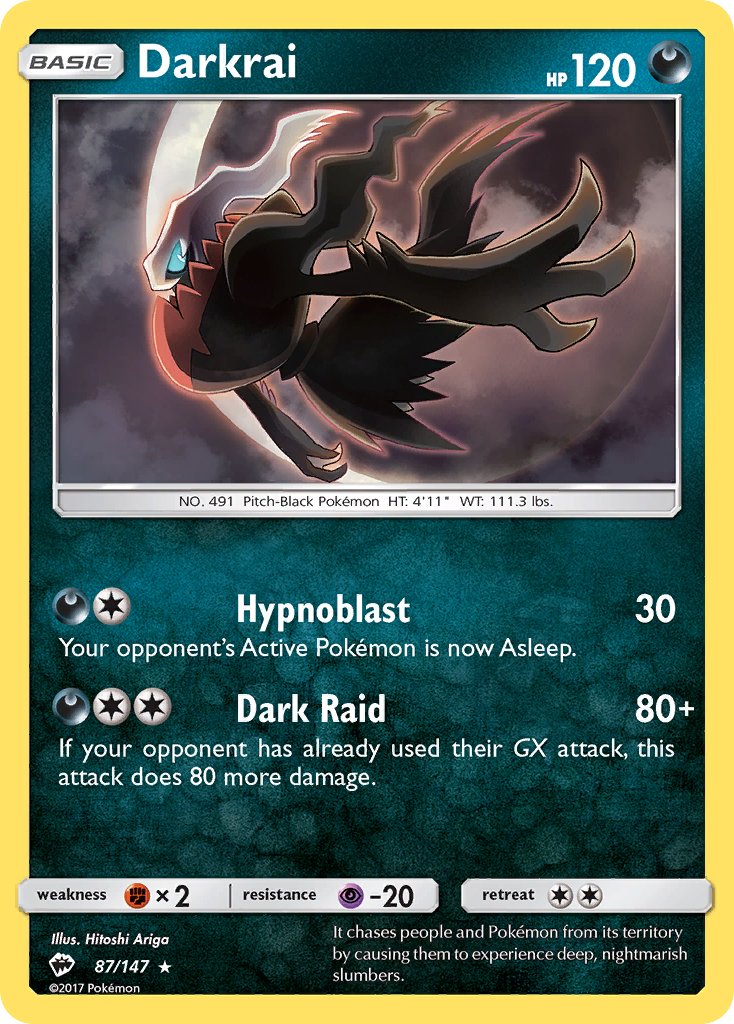 BASIC Darkrai HP 120
NO. 491 Pitch-Black Pokémon HT: 4'11" WT: 111.3 lbs.
Hypnoblast 30
Your opponent's Active Pokémon is now Asleep.
Dark Raid 80+
If your opponent has already used their GX attack, this
attack does 80 more damage.
weakness × 2 resistance -20 retreat
Illus. Hitoshi Ariga
87/147
©2017 Pokémon
It chases people and Pokémon from its territory
by causing them to experience deep, nightmarish
slumbers.